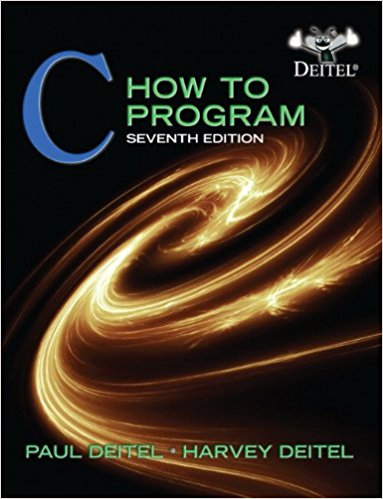 DEITEL®
C HOW TO
PROGRAM
SEVENTH EDITION
PAUL DEITEL • HARVEY DEITEL